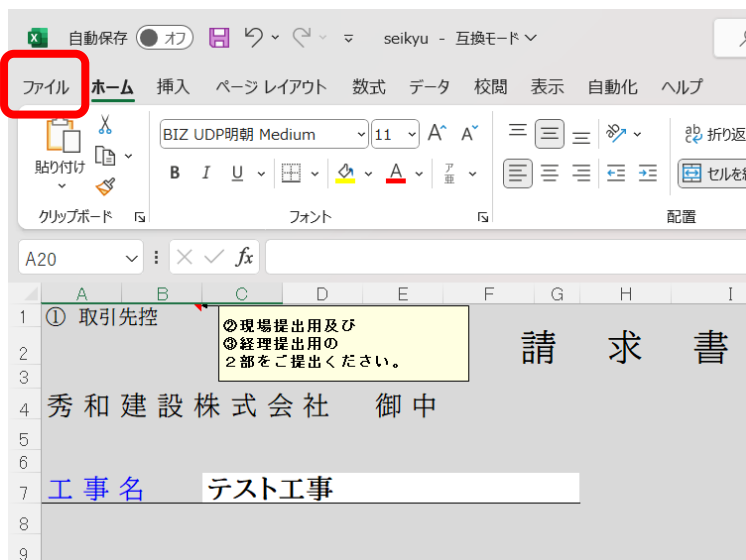 自動保存 オフ seikyu - 互換モード
ファイル ホーム 挿入 ページ レイアウト 数式 データ 校閲 表示 自動化 ヘルプ
BIZ UDP明朝 Medium 11 A A ab 折り返
貼り付け B I U A ア 亜 セルを
クリップボード フォント 配置
A20 fx
A B C D E F G H I
1 ① 取引先控
②現場提出用及び
③経理提出用の
２部をご提出ください。
2 請 求 書
3
4 秀和建設株式会社 御中
5
6
7 工事名 テスト工事
8
9